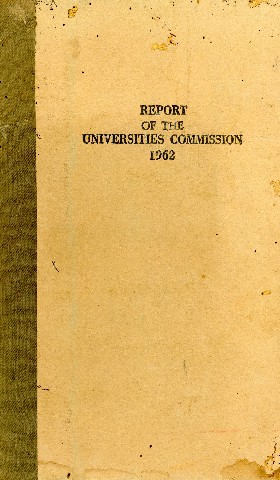 REPORT
OF THE
UNIVERSITIES COMMISSION
1962